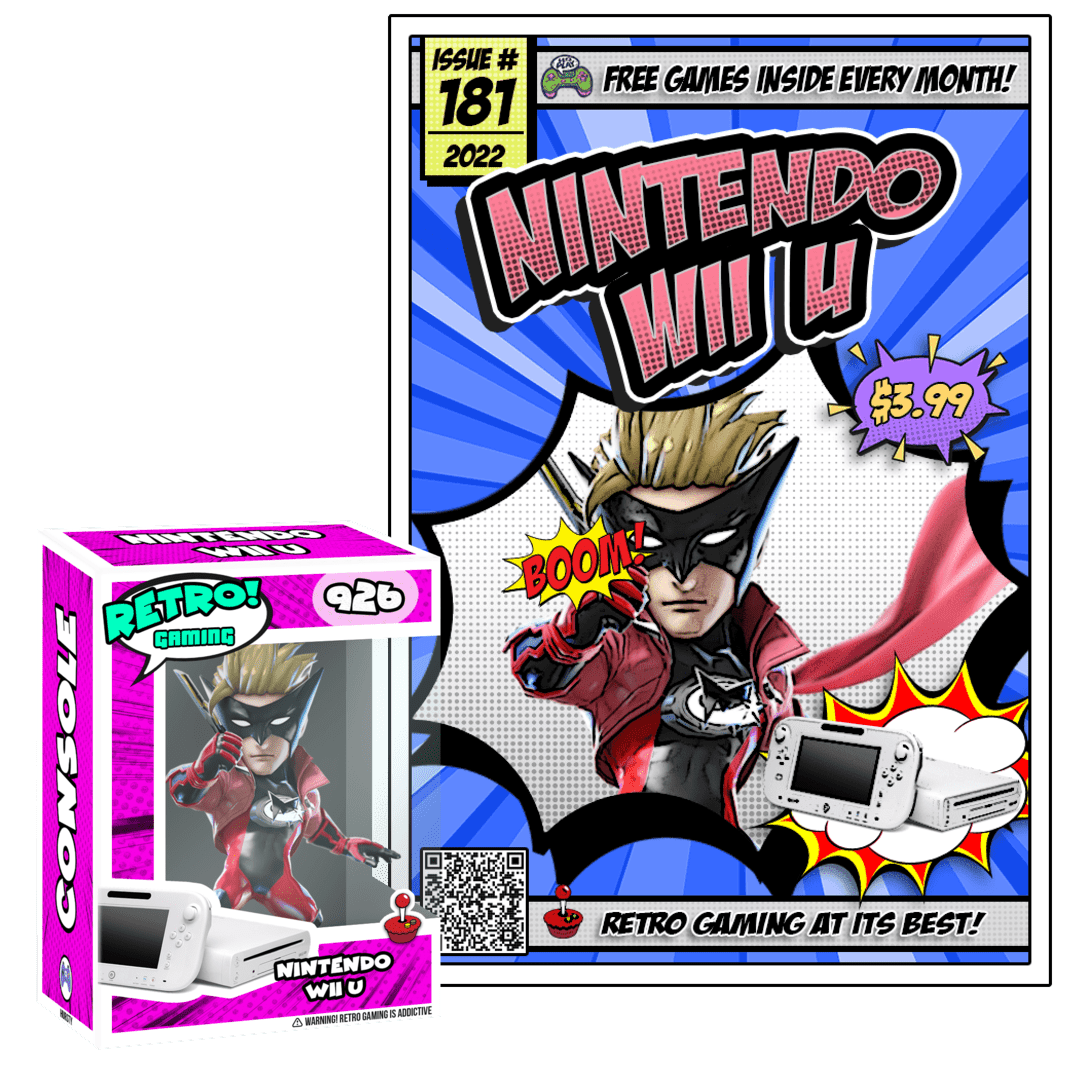 ISSUE #
181
2022
FREE GAMES INSIDE EVERY MONTH!
NINTENDO
WII U
$3.99
BOOM!
RETRO GAMING AT ITS BEST!
NINTENDO
WII U
RETRO!
GAMING
926
CONSOLE
NINTENDO
WII U
WARNING! RETRO GAMING IS ADDICTIVE